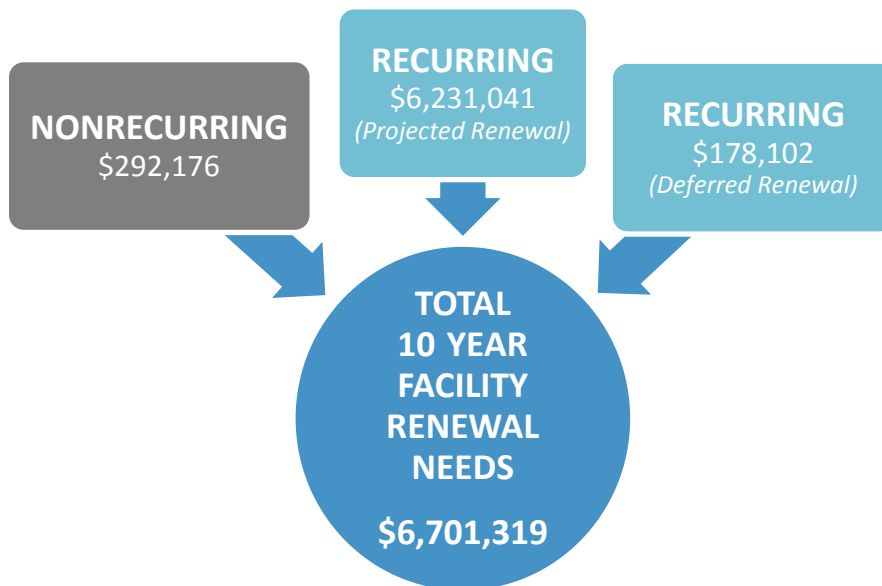 NONRECURRING
$292,176
RECURRING
$6,231,041
(Projected Renewal)
RECURRING
$178,102
(Deferred Renewal)
TOTAL
10 YEAR
FACILITY
RENEWAL
NEEDS
$6,701,319